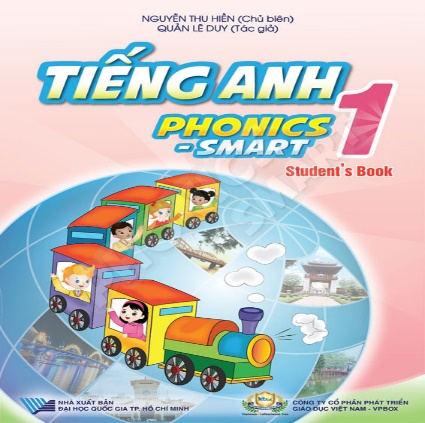 NGUYỄN THU HIỀN (Chủ biên)
QUẢN LÊ DUY (Tác giả)
TIẾNG ANH 1
PHONICS
-SMART
Student's Book
NHÀ XUẤT BẢN
ĐẠI HỌC QUỐC GIA TP. HỒ CHÍ MINH
CÔNG TY CỔ PHẦN PHÁT TRIỂN
GIÁO DỤC VIỆT NAM - VPBOX